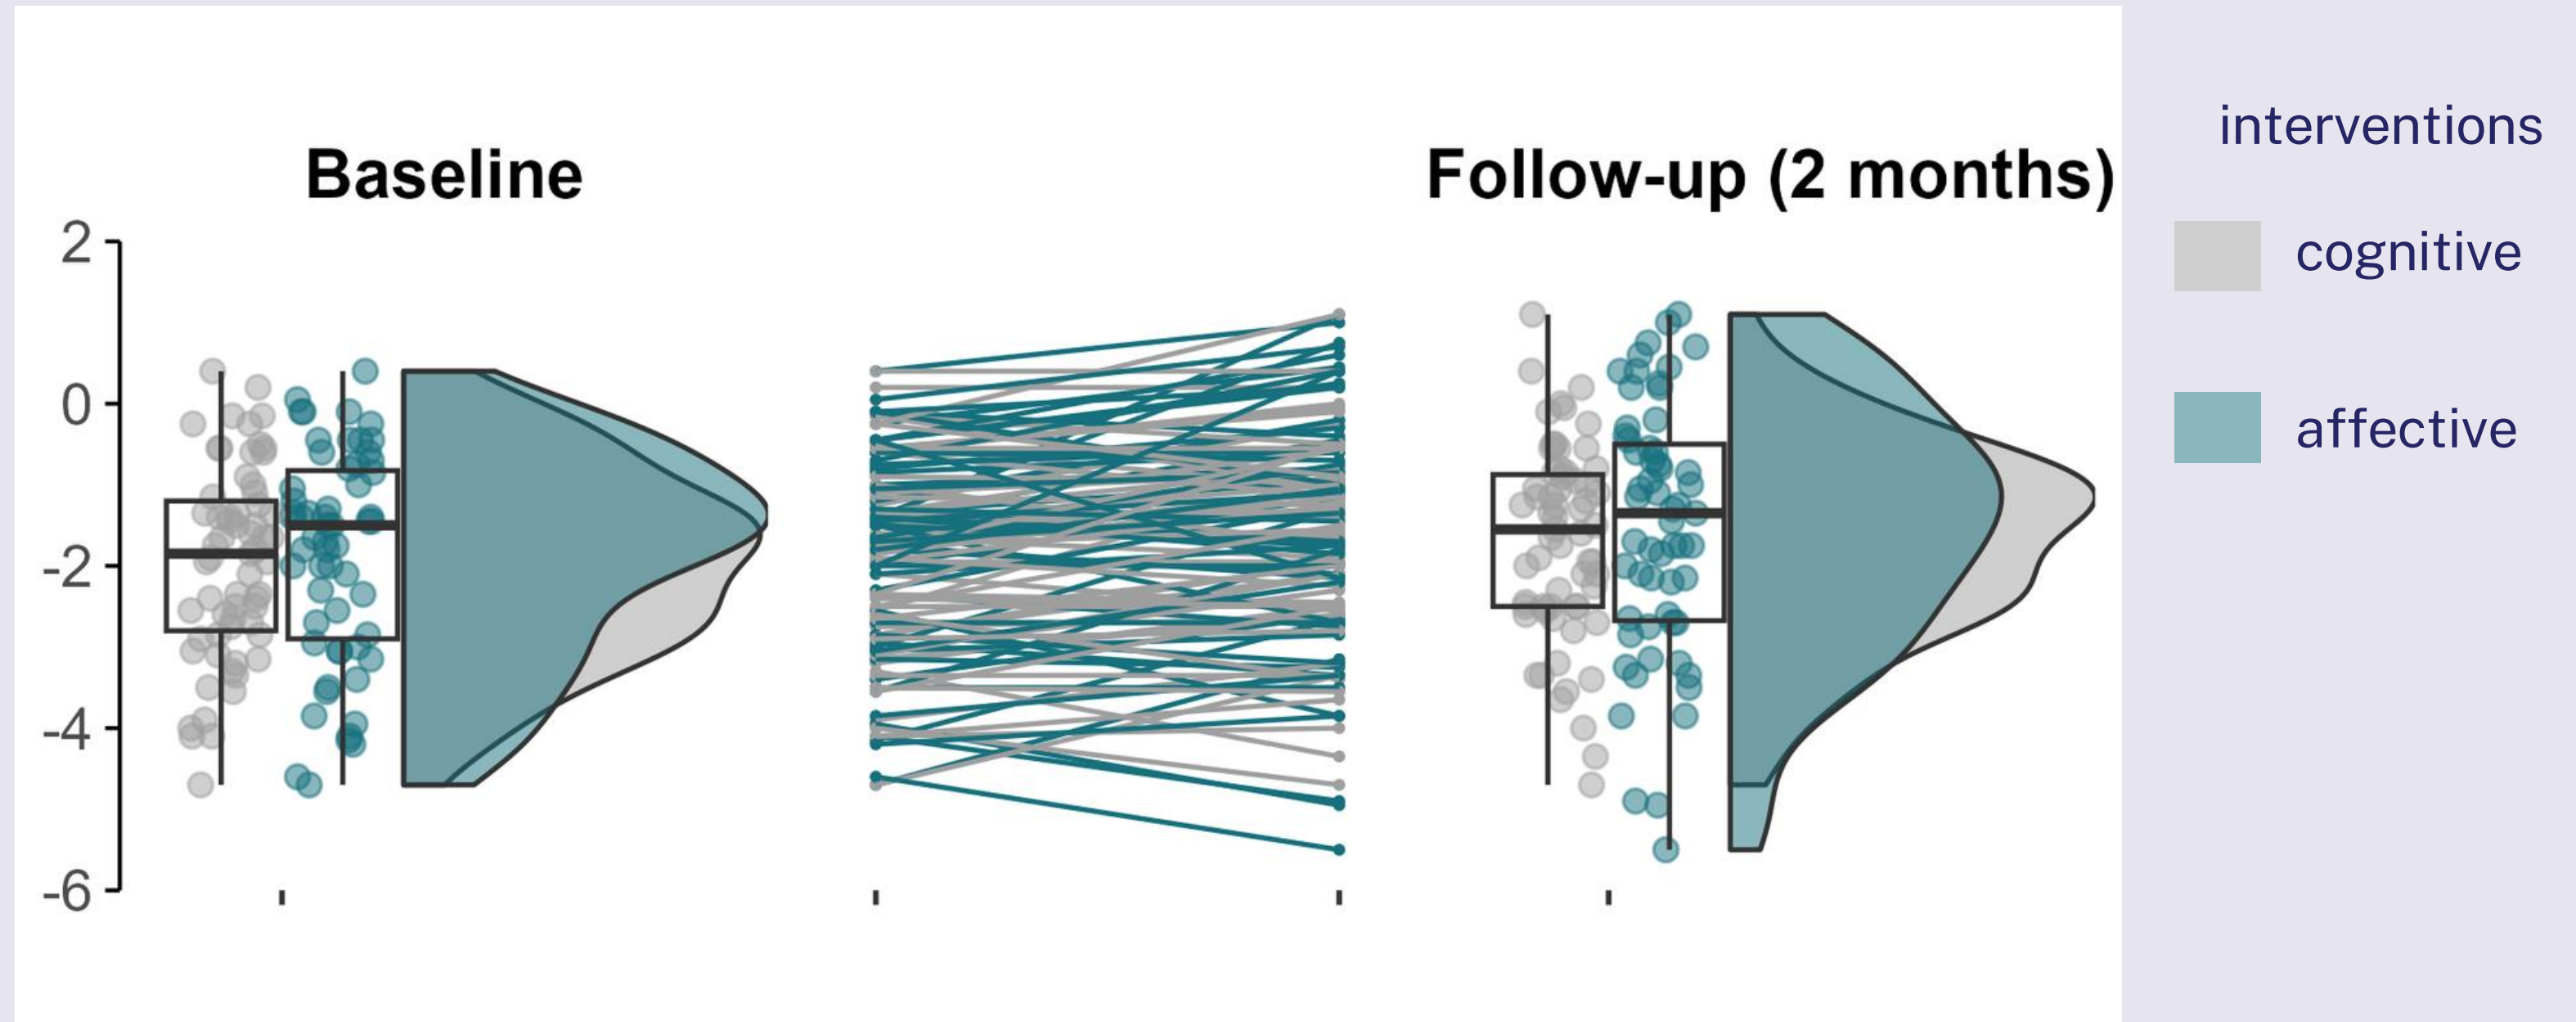 Baseline
Follow-up (2 months)
interventions
cognitive
affective
2
0
-2
-4
-6